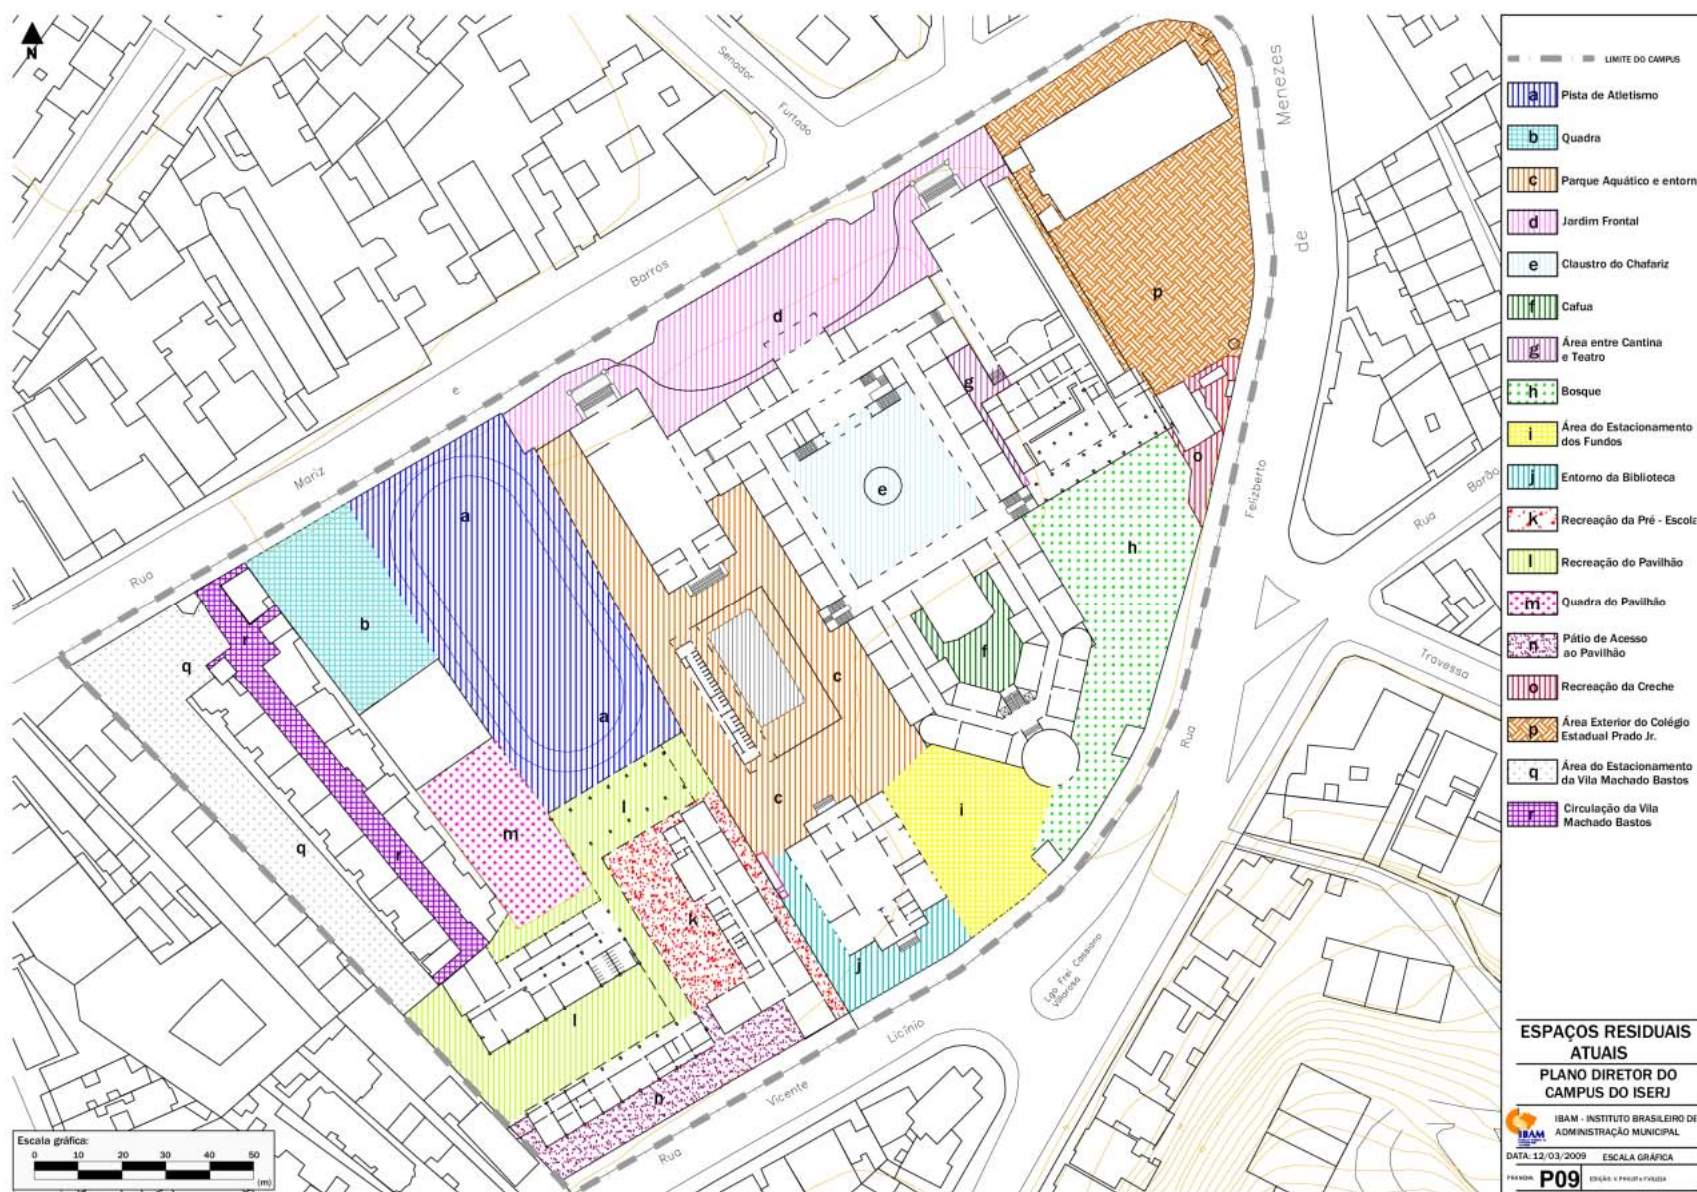 N
Senador
Furtado
Menezes
de
Barros
e
Mariz
Rua
Felizberto
Rua
Barão
Rua
Travessa
Lgo Frei Cassiano
Villarosa
Licínio
Vicente
Rua
d
p
g
a
e
o
h
b
r
q
f
c
a
l
c
i
m
q
r
k
j
l
n
Escala gráfica:
0 10 20 30 40 50
(m)
LIMITE DO CAMPUS
a Pista de Atletismo
b Quadra
c Parque Aquático e entorn
d Jardim Frontal
e Claustro do Chafariz
f Cafua
g Área entre Cantina
e Teatro
h Bosque
i Área do Estacionamento
dos Fundos
j Entorno da Biblioteca
k Recreação da Pré - Escola
l Recreação do Pavilhão
m Quadra do Pavilhão
n Pátio de Acesso
ao Pavilhão
o Recreação da Creche
p Área Exterior do Colégio
Estadual Prado Jr.
q Área do Estacionamento
da Vila Machado Bastos
r Circulação da Vila
Machado Bastos
ESPAÇOS RESIDUAIS
ATUAIS
PLANO DIRETOR DO
CAMPUS DO ISERJ
IBAM
IBAM - INSTITUTO BRASILEIRO DE
ADMINISTRAÇÃO MUNICIPAL
DATA: 12/03/2009 ESCALA GRÁFICA
P09